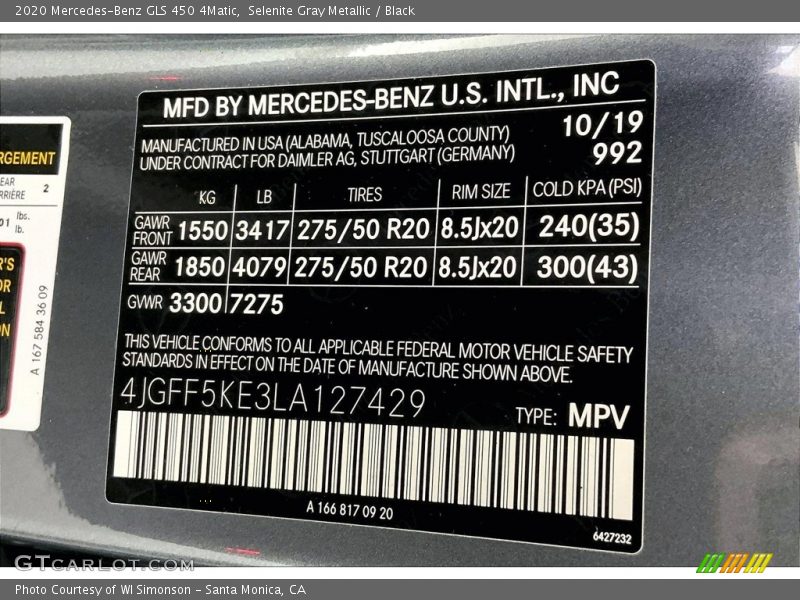 2020 Mercedes-Benz GLS 450 4Matic,  Selenite Gray Metallic / Black
MFD BY MERCEDES-BENZ U.S. INTL., INC
MANUFACTURED IN USA (ALABAMA, TUSCALOOSA COUNTY) 10/19
UNDER CONTRACT FOR DAIMLER AG, STUTTGART (GERMANY) 992
KG LB TIRES RIM SIZE COLD KPA (PSI)
GAWR FRONT 1550 3417 275/50 R20 8.5Jx20 240(35)
GAWR REAR 1850 4079 275/50 R20 8.5Jx20 300(43)
GVWR 3300 7275
THIS VEHICLE CONFORMS TO ALL APPLICABLE FEDERAL MOTOR VEHICLE SAFETY
STANDARDS IN EFFECT ON THE DATE OF MANUFACTURE SHOWN ABOVE.
4JGFF5KE3LA127429
TYPE: MPV
A 166 817 09 20
6427232
2
lbs.
lb.
A 167 584 36 09
GTCARLOT.COM
Photo Courtesy of WI Simonson - Santa Monica, CA